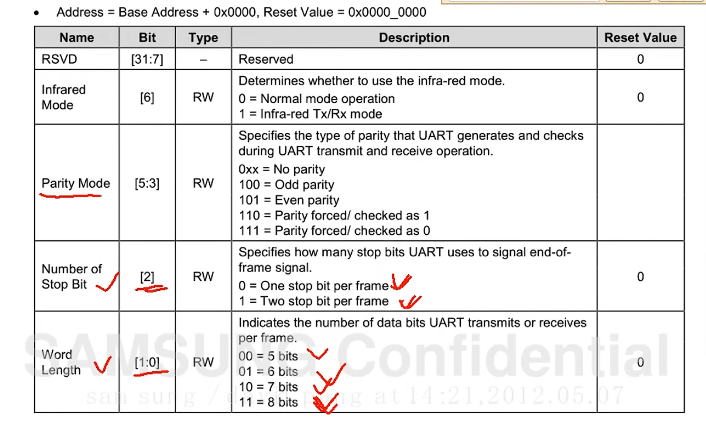 • Address = Base Address + 0x0000, Reset Value = 0x0000_0000
Name Bit Type Description Reset Value
RSVD [31:7] – Reserved 0
Infrared Mode [6] RW Determines whether to use the infra-red mode. 0
0 = Normal mode operation
1 = Infra-red Tx/Rx mode
Parity Mode [5:3] RW Specifies the type of parity that UART generates and checks
during UART transmit and receive operation.
0xx = No parity
100 = Odd parity
101 = Even parity
110 = Parity forced/ checked as 1
111 = Parity forced/ checked as 0
Number of Stop Bit [2] RW Specifies how many stop bits UART uses to signal end-of-
frame signal. 0
0 = One stop bit per frame
1 = Two stop bit per frame
Word Length [1:0] RW Indicates the number of data bits UART transmits or receives
per frame. 0
00 = 5 bits
01 = 6 bits
10 = 7 bits
11 = 8 bits
SAMSUNG Confidential
at 14:21,2012.05.07